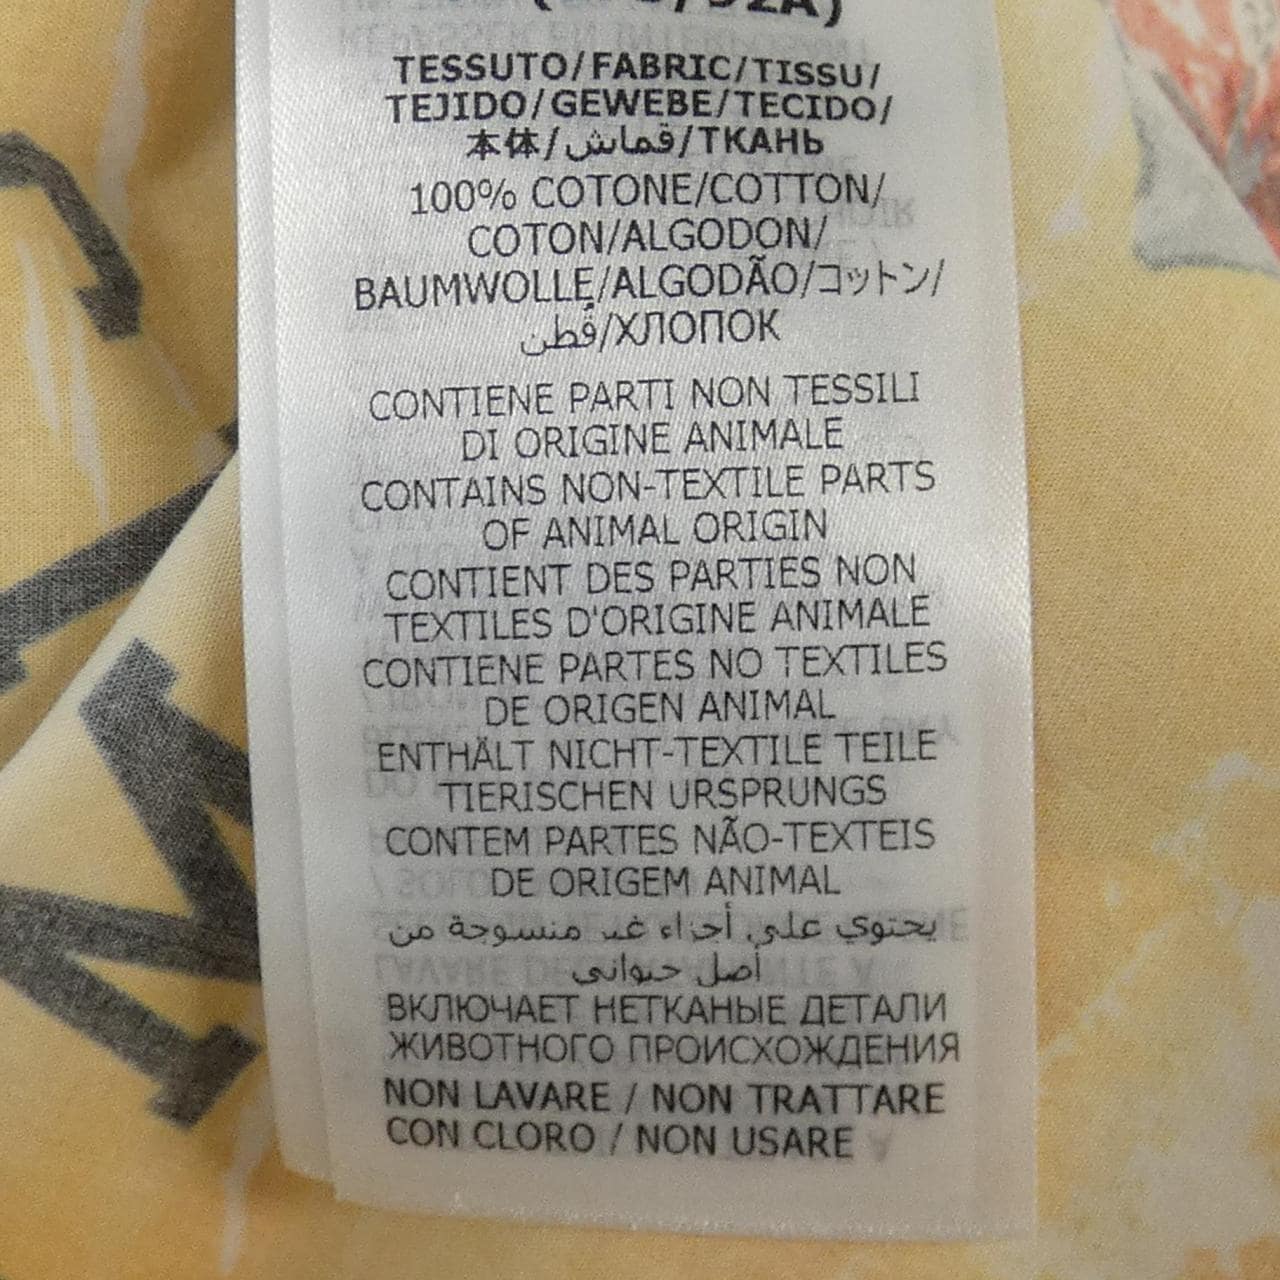 TESSUTO/FABRIC/TISSU/
TEJIDO/GEWEBE/TECIDO/
本体/قماش/ТКАНЬ
100% COTONE/COTTON/
COTON/ALGODON/
BAUMWOLLE/ALGODÃO/コットン/
قطن/ХЛОПОК
CONTIENE PARTI NON TESSILI
DI ORIGINE ANIMALE
CONTAINS NON-TEXTILE PARTS
OF ANIMAL ORIGIN
CONTIENT DES PARTIES NON
TEXTILES D'ORIGINE ANIMALE
CONTIENE PARTES NO TEXTILES
DE ORIGEN ANIMAL
ENTHÄLT NICHT-TEXTILE TEILE
TIERISCHEN URSPRUNGS
CONTEM PARTES NÃO-TEXTEIS
DE ORIGEM ANIMAL
يحتوي على أجزاء غير منسوجة من
أصل حيواني
ВКЛЮЧАЕТ НЕТКАНЫЕ ДЕТАЛИ
ЖИВОТНОГО ПРОИСХОЖДЕНИЯ
NON LAVARE / NON TRATTARE
CON CLORO / NON USARE